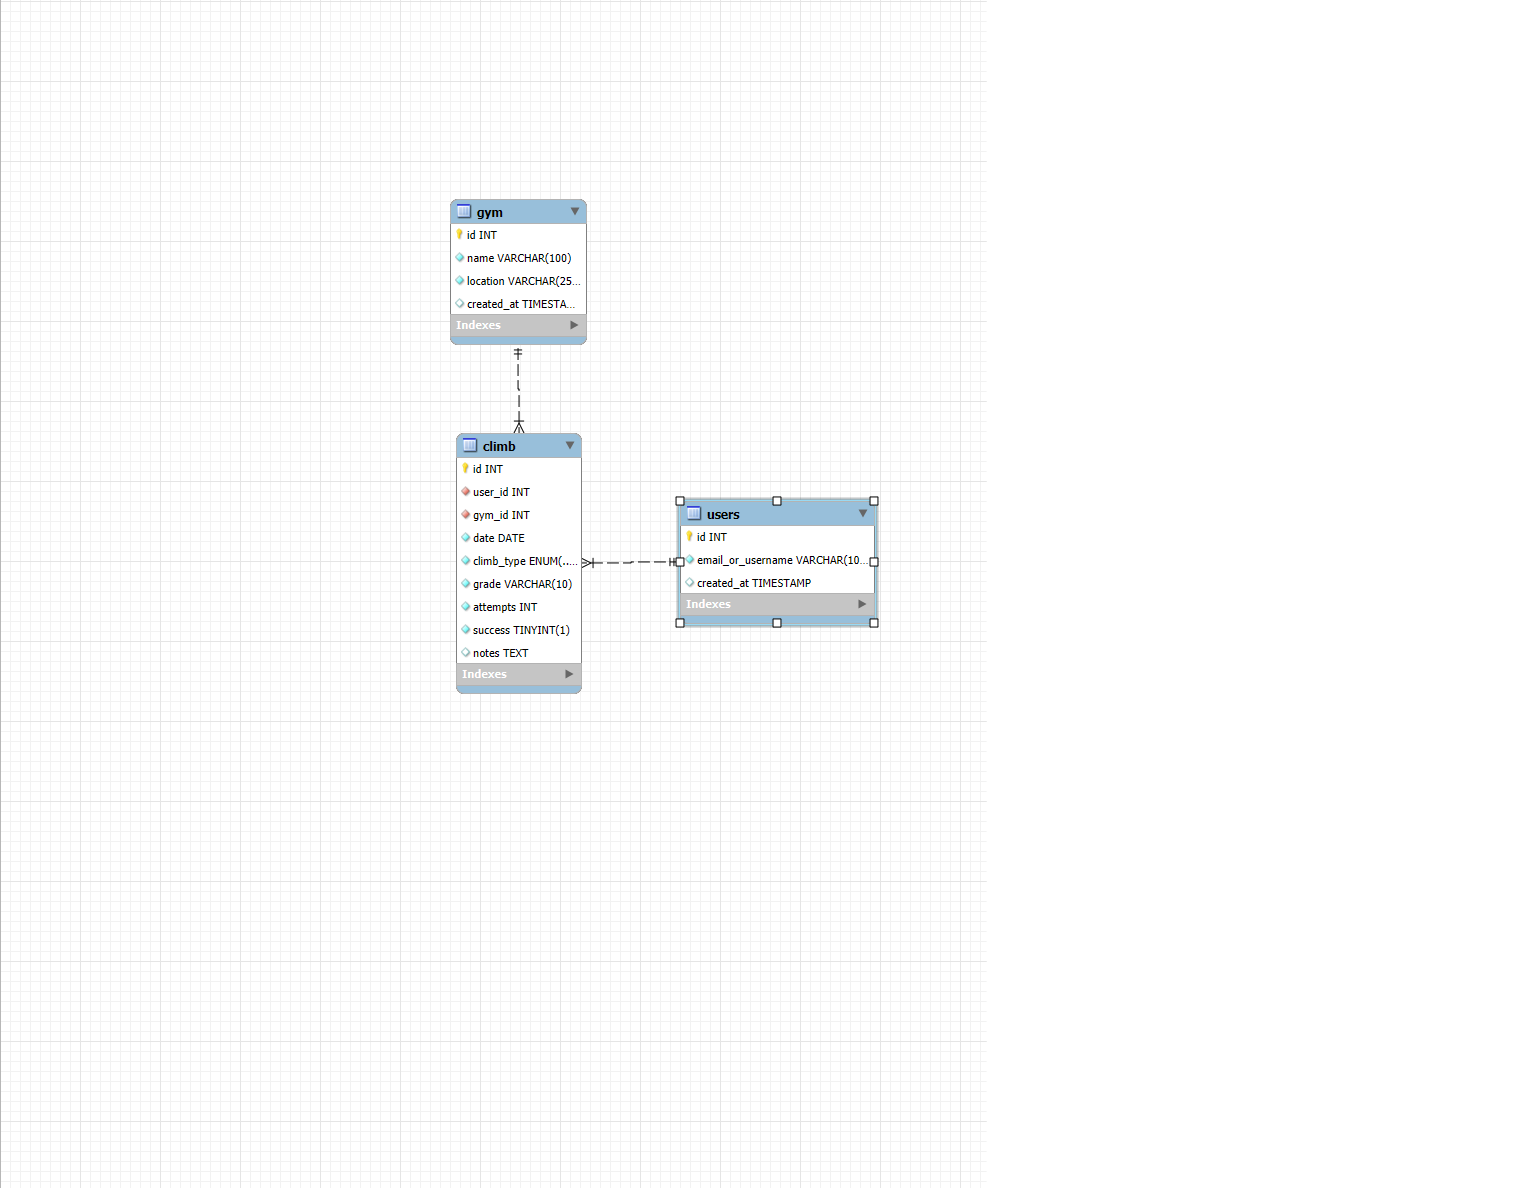 gym
id INT
name VARCHAR(100)
location VARCHAR(25...
created_at TIMESTA...
Indexes
climb
id INT
user_id INT
gym_id INT
date DATE
climb_type ENUM(....
grade VARCHAR(10)
attempts INT
success TINYINT(1)
notes TEXT
Indexes
users
id INT
email_or_username VARCHAR(10...
created_at TIMESTAMP
Indexes